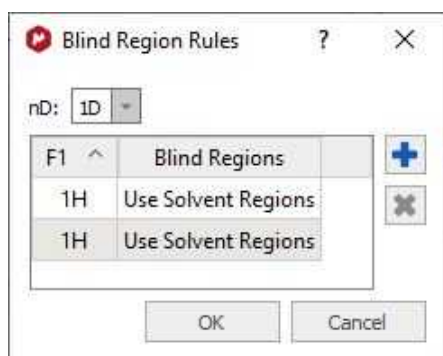 Blind Region Rules ?
nD: 1D
F1 Blind Regions
1H Use Solvent Regions
1H Use Solvent Regions
OK Cancel